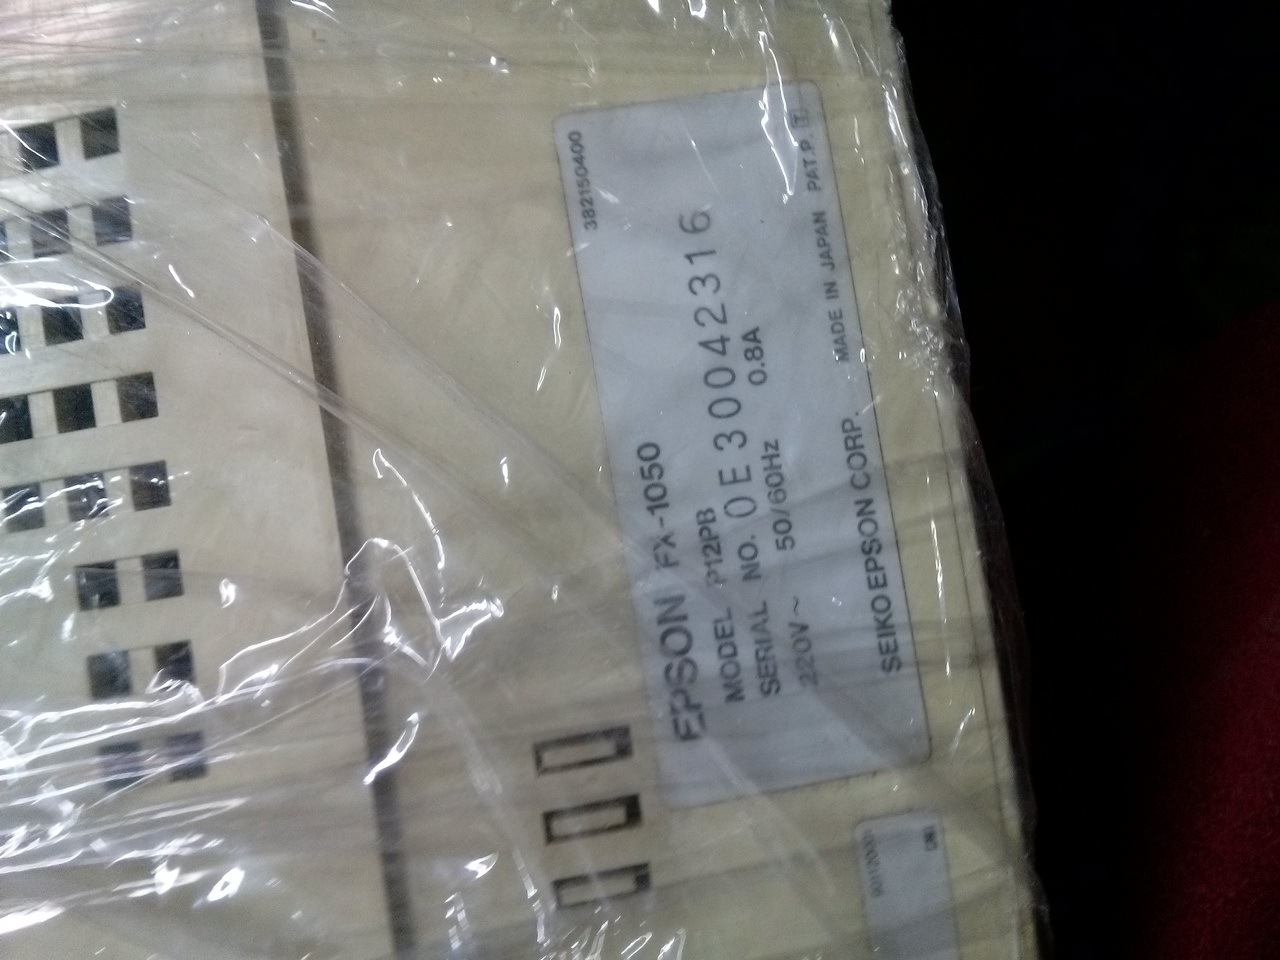 382150400
EPSON FX-1050
MODEL P12PB
SERIAL NO. 0E30042316
220V~ 50/60Hz 0.8A
SEIKO EPSON CORP. MADE IN JAPAN PAT.P. T